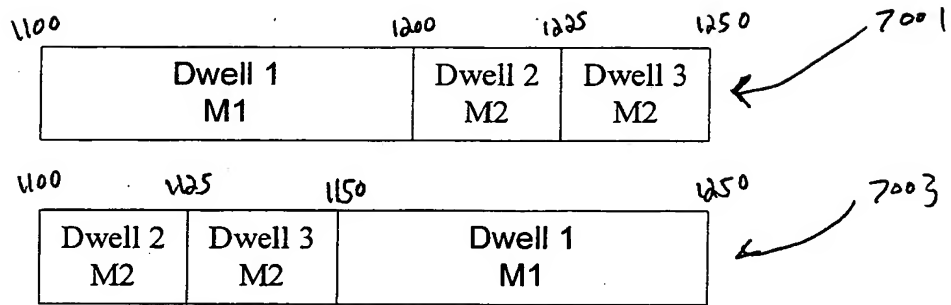 1100 1200 1225 1250 7001
Dwell 1 Dwell 2 Dwell 3
M1 M2 M2
1100 1125 1150 1250 7003
Dwell 2 Dwell 3 Dwell 1
M2 M2 M1